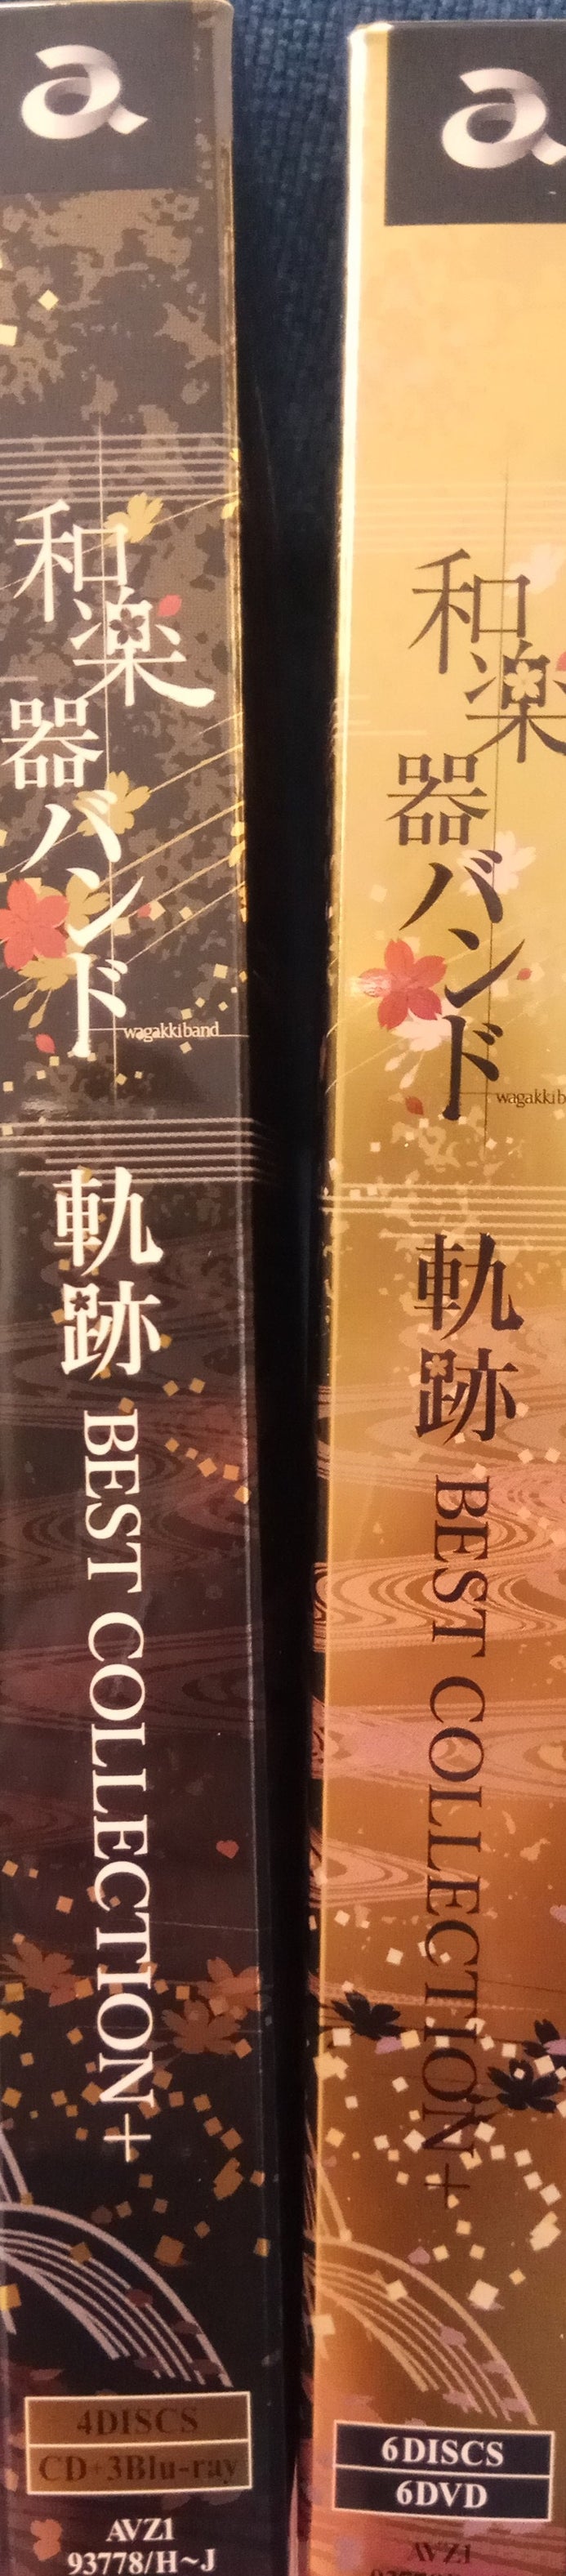 a
和楽器バンド
wagakkiband
軌跡 BEST COLLECTION+
4DISCS
CD+3Blu-ray
AVZ1
93778/H~J
a
和楽器バンド
軌跡 BEST COLLECTION+
6DISCS
6DVD
AVZ1